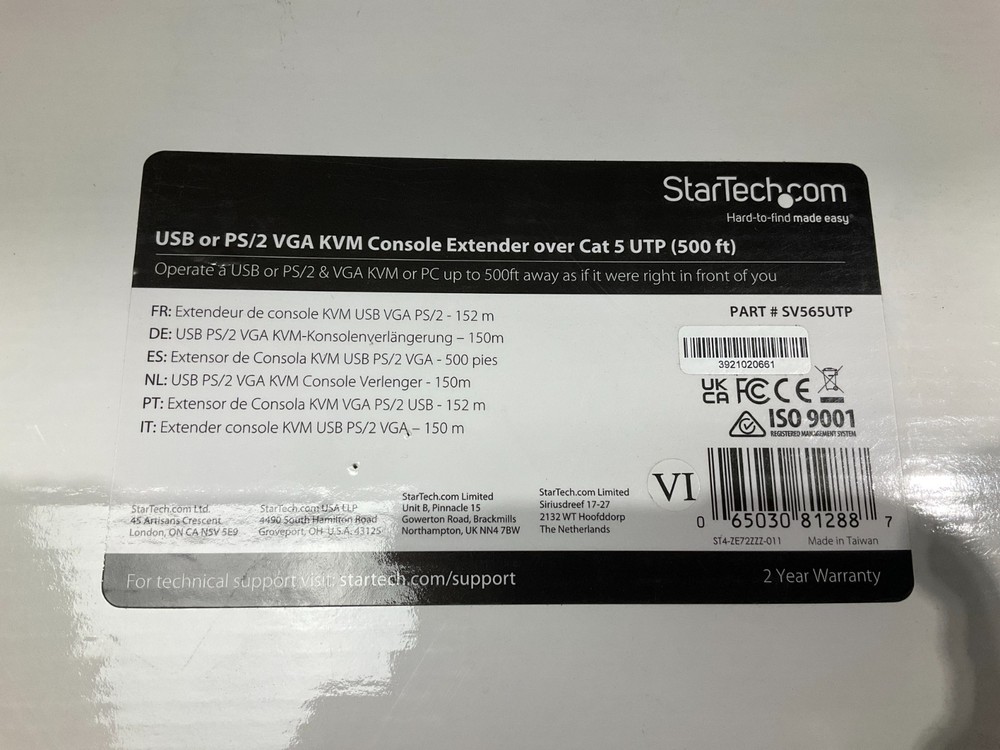 StarTech.com
Hard-to-find made easy
USB or PS/2 VGA KVM Console Extender over Cat 5 UTP (500 ft)
Operate a USB or PS/2 & VGA KVM or PC up to 500ft away as if it were right in front of you
FR: Extendeur de console KVM USB VGA PS/2 - 152 m
DE: USB PS/2 VGA KVM-Konsolenverlängerung – 150m
ES: Extensor de Consola KVM USB PS/2 VGA - 500 pies
NL: USB PS/2 VGA KVM Console Verlenger - 150m
PT: Extensor de Consola KVM VGA PS/2 USB - 152 m
IT: Extender console KVM USB PS/2 VGA – 150 m
PART # SV565UTP
3921020661
UK CA FC CE
ISO 9001
REGISTERED MANAGEMENT SYSTEM
StarTech.com Ltd.
45 Artisans Crescent
London, ON CA N5V 5E9
StarTech.com USA LLP
4490 South Hamilton Road
Groveport, OH U.S.A. 43125
StarTech.com Limited
Unit B, Pinnacle 15
Gowerton Road, Brackmills
Northampton, UK NN4 7BW
StarTech.com Limited
Siriusdreef 17-27
2132 WT Hoofddorp
The Netherlands
VI
0 65030 81288 7
ST4-ZE72ZZZ-011 Made in Taiwan
For technical support visit: startech.com/support
2 Year Warranty